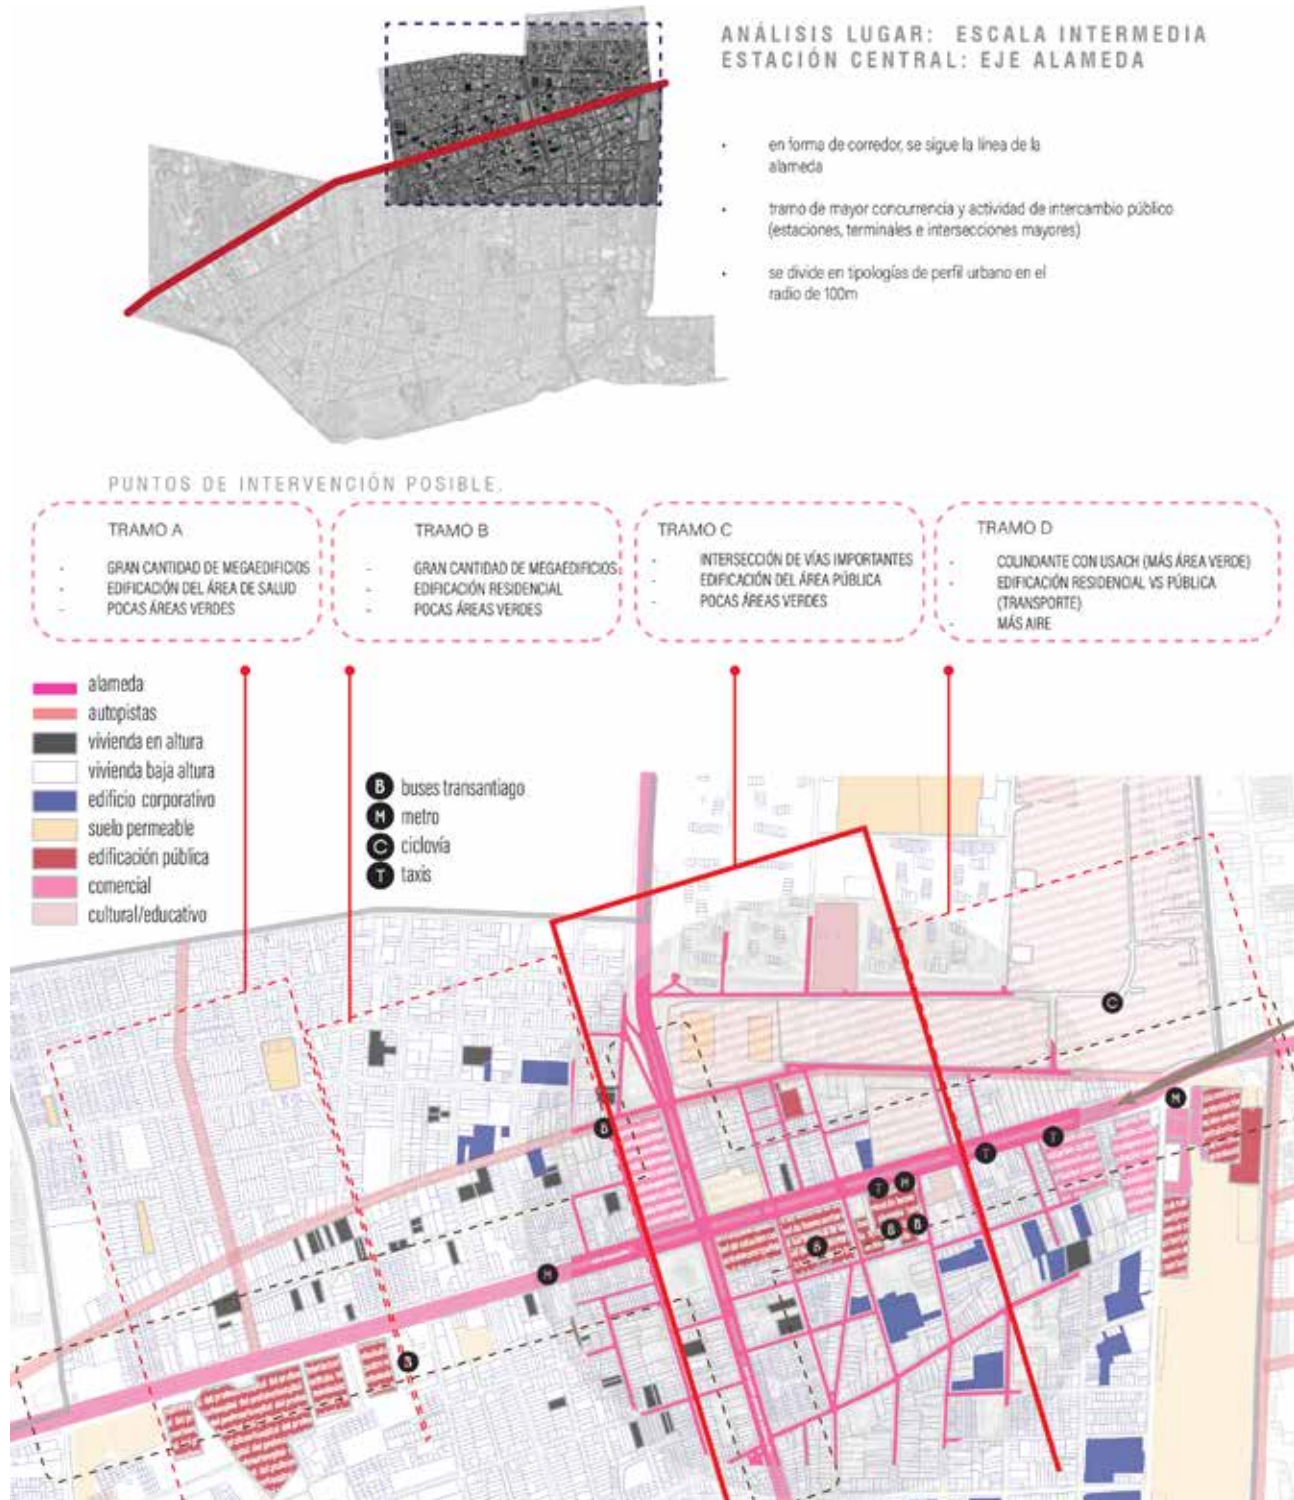 ANÁLISIS LUGAR: ESCALA INTERMEDIA
ESTACIÓN CENTRAL: EJE ALAMEDA
• en forma de corredor, se sigue la línea de la
alameda
• tramo de mayor concurrencia y actividad de intercambio público
(estaciones, terminales e intersecciones mayores)
• se divide en tipologías de perfil urbano en el
radio de 100m
PUNTOS DE INTERVENCIÓN POSIBLE.
TRAMO A
- GRAN CANTIDAD DE MEGAEDIFICIOS
- EDIFICACIÓN DEL ÁREA DE SALUD
- POCAS ÁREAS VERDES
TRAMO B
- GRAN CANTIDAD DE MEGAEDIFICIOS
- EDIFICACIÓN RESIDENCIAL
- POCAS ÁREAS VERDES
TRAMO C
- INTERSECCIÓN DE VÍAS IMPORTANTES
- EDIFICACIÓN DEL ÁREA PÚBLICA
- POCAS ÁREAS VERDES
TRAMO D
- COLINDANTE CON USACH (MÁS ÁREA VERDE)
- EDIFICACIÓN RESIDENCIAL VS PÚBLICA
(TRANSPORTE)
- MÁS AIRE
alameda
autopistas
vivienda en altura
vivienda baja altura
edificio corporativo
suelo permeable
edificación pública
comercial
cultural/educativo
B buses transantiago
M metro
C ciclovía
T taxis
C
M
B
T
T
T M
B B
B
M
B